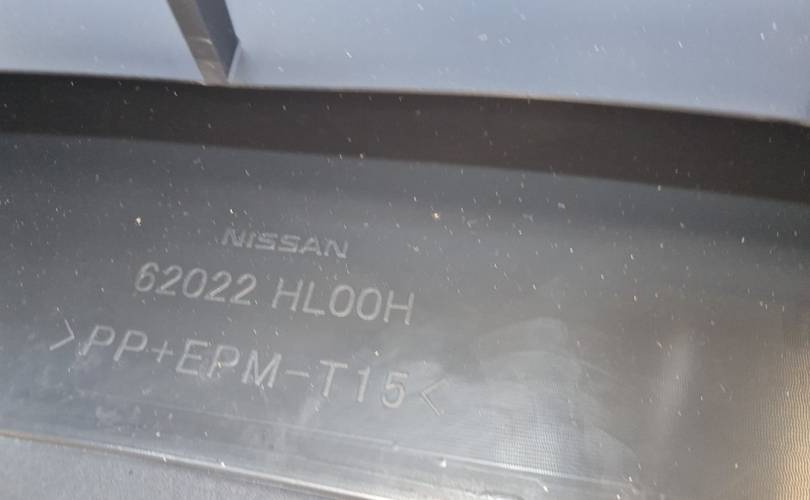 NISSAN
62022 HL00H
>PP+EPM-T15<